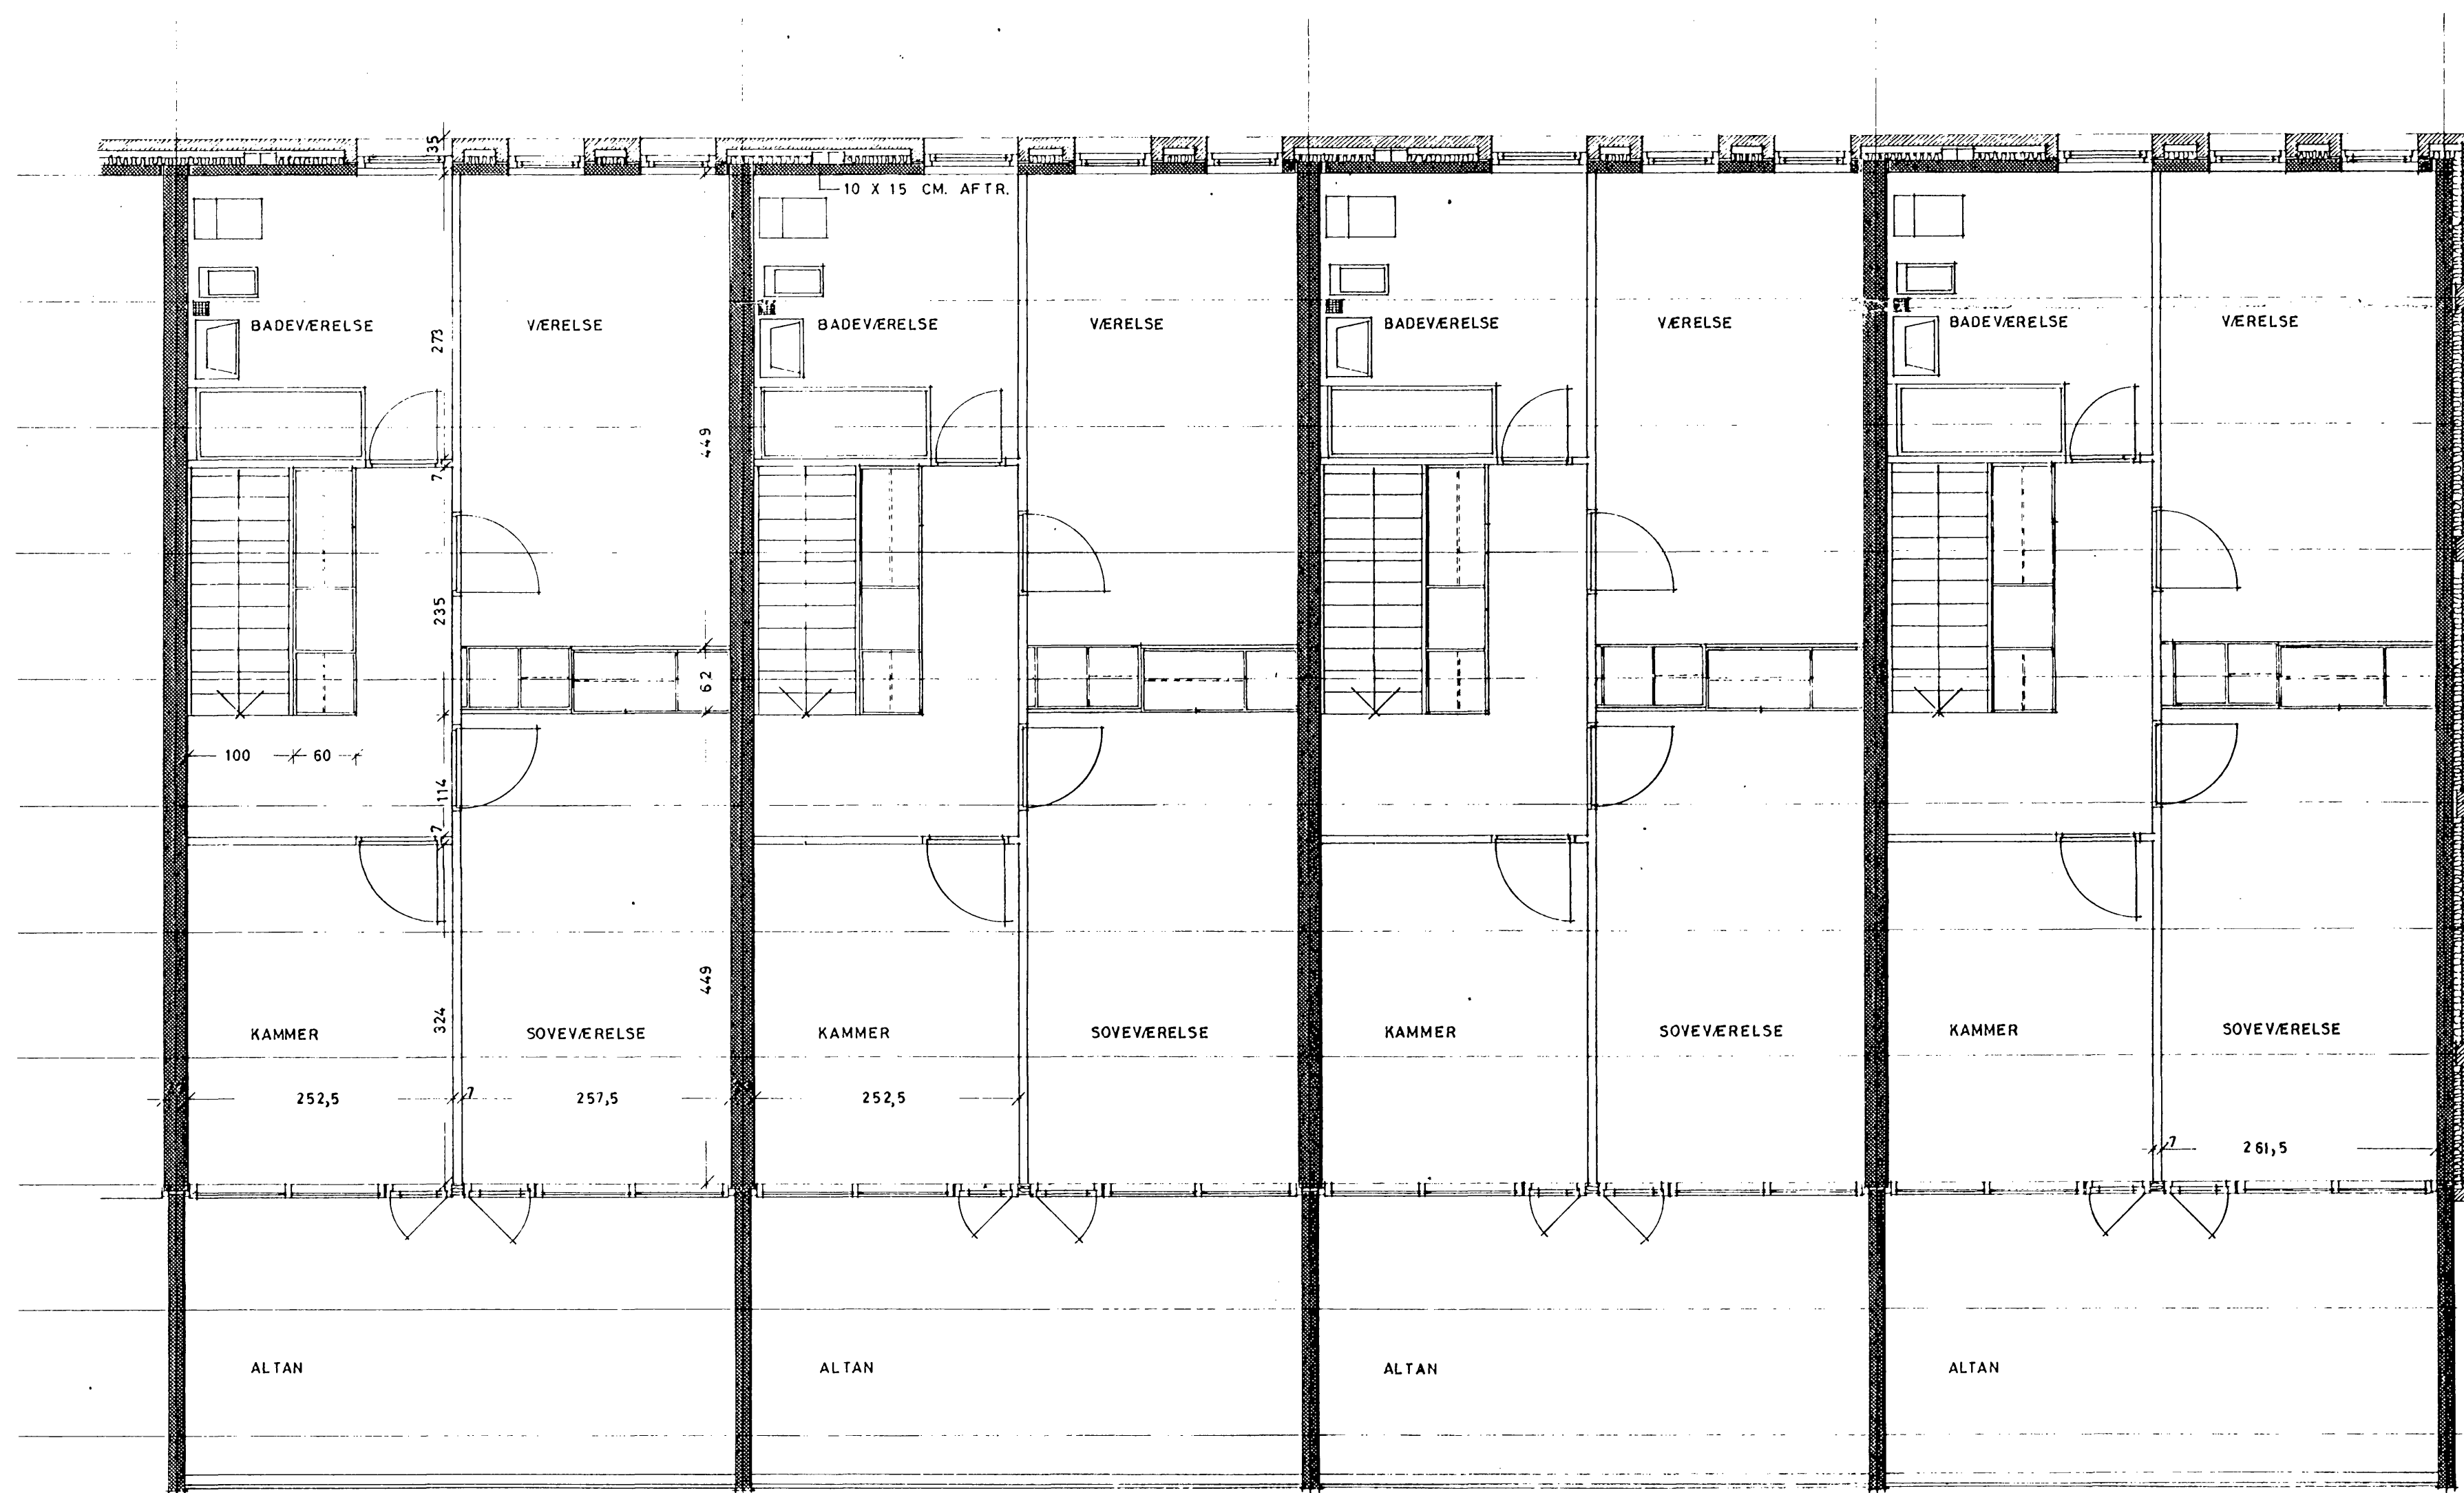 35
10 X 15 CM. AFTR.
BADEVÆRELSE
VÆRELSE
BADEVÆRELSE
VÆRELSE
BADEVÆRELSE
VÆRELSE
BADEVÆRELSE
VÆRELSE
273
449
7
235
62
100
60
114
7
449
324
KAMMER
SOVEVÆRELSE
KAMMER
SOVEVÆRELSE
KAMMER
SOVEVÆRELSE
KAMMER
SOVEVÆRELSE
252,5
7
257,5
252,5
7
261,5
ALTAN
ALTAN
ALTAN
ALTAN